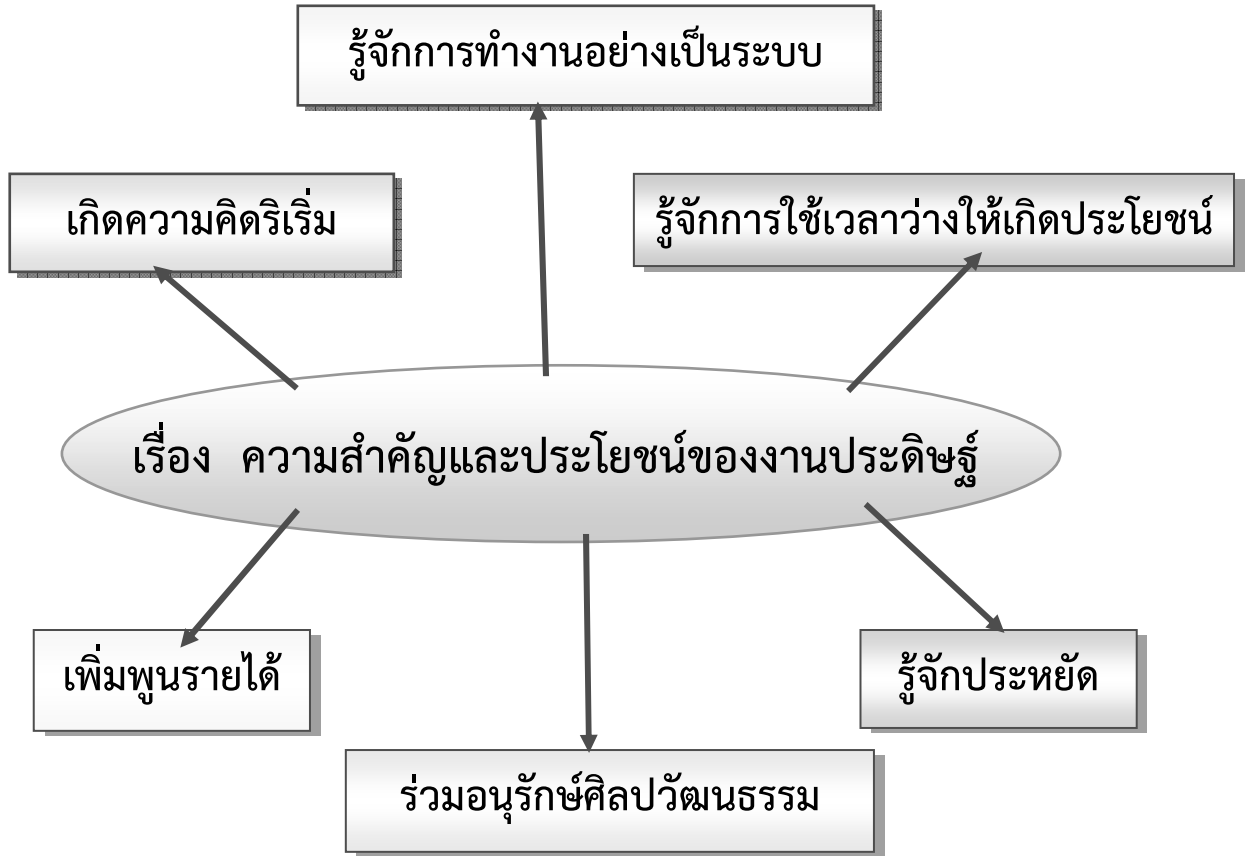 รู้จักการทำงานอย่างเป็นระบบ
เกิดความคิดริเริ่ม
รู้จักการใช้เวลาว่างให้เกิดประโยชน์
เรื่อง ความสำคัญและประโยชน์ของงานประดิษฐ์
เพิ่มพูนรายได้
รู้จักประหยัด
ร่วมอนุรักษ์ศิลปวัฒนธรรม